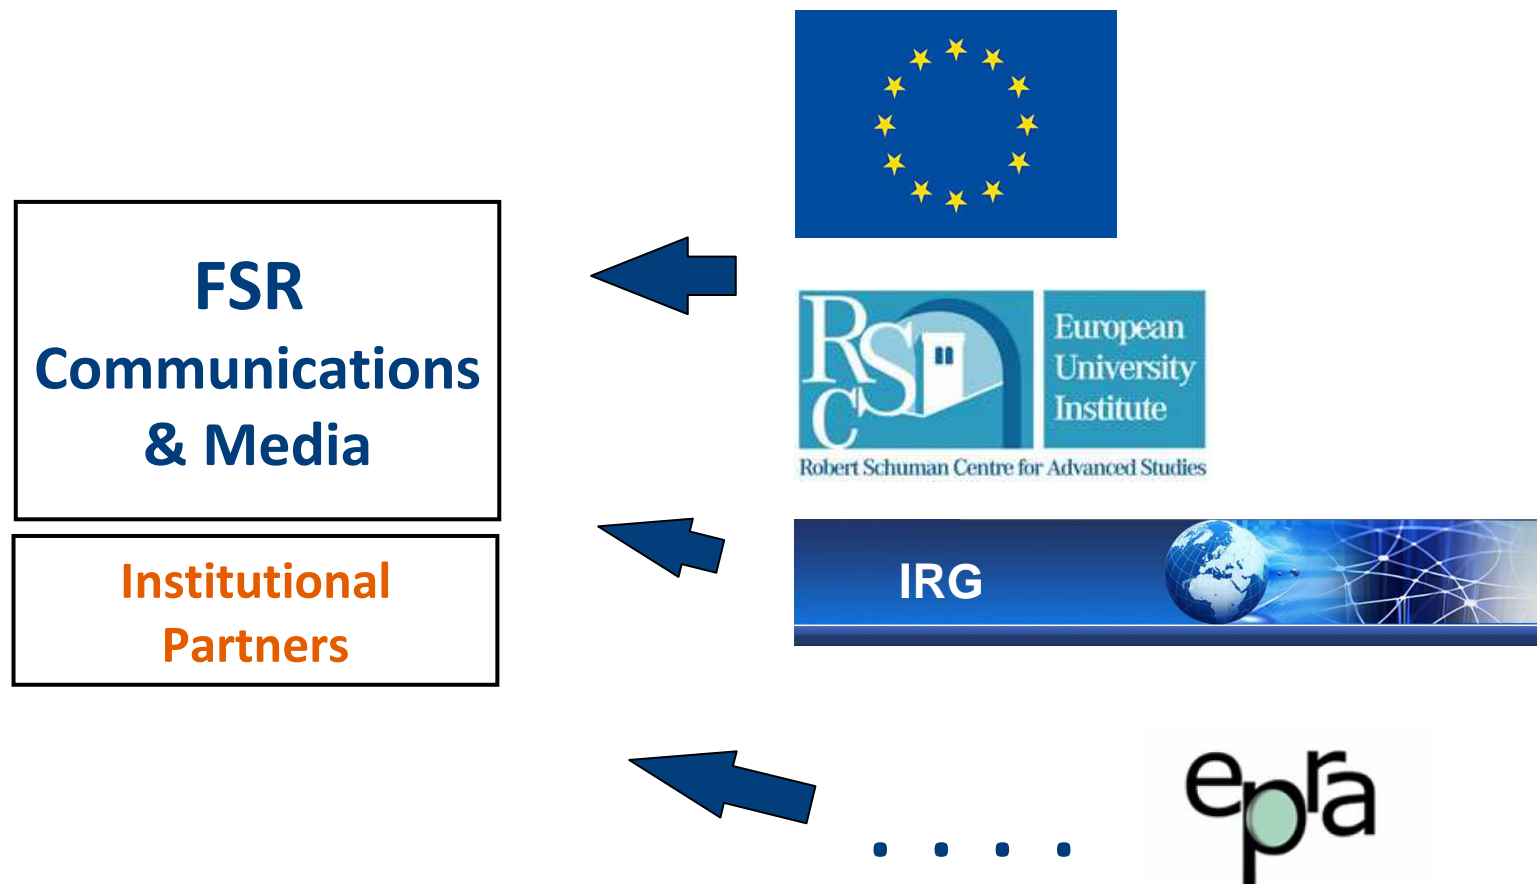 FSR
Communications
& Media
Institutional
Partners
RSC
European
University
Institute
Robert Schuman Centre for Advanced Studies
IRG
. . . .
epra